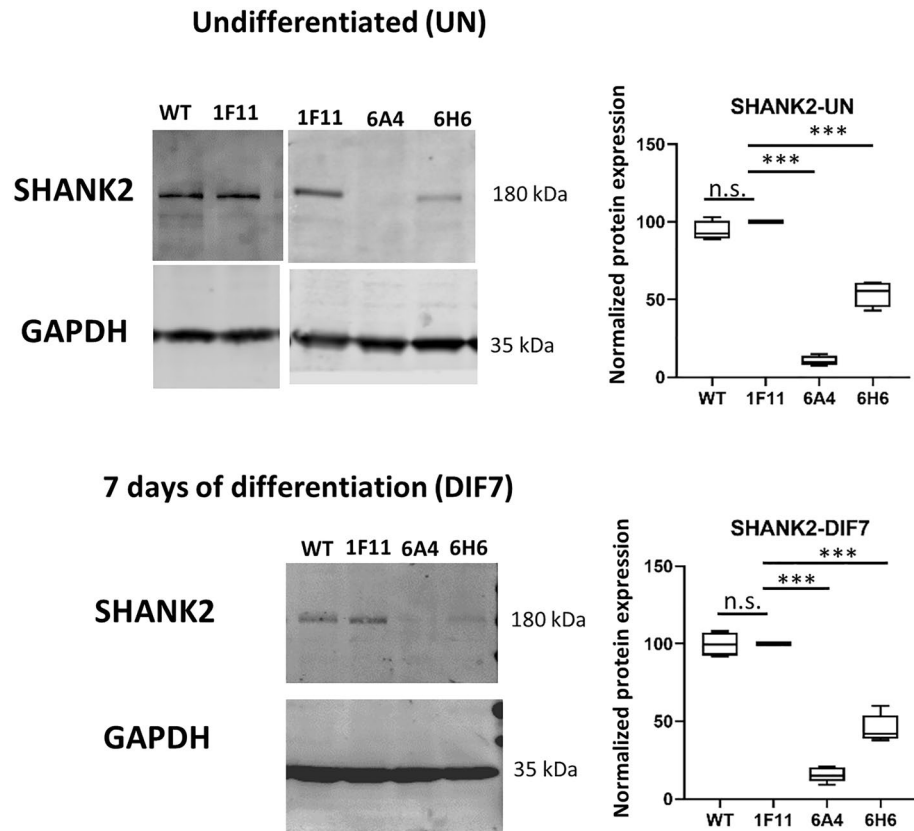 Undifferentiated (UN)
WT 1F11 1F11 6A4 6H6
SHANK2
180 kDa
GAPDH
35 kDa
SHANK2-UN
Normalized protein expression
150
100
50
0
n.s.
***
***
WT 1F11 6A4 6H6
7 days of differentiation (DIF7)
WT 1F11 6A4 6H6
SHANK2
180 kDa
GAPDH
35 kDa
SHANK2-DIF7
Normalized protein expression
150
100
50
0
n.s.
***
***
WT 1F11 6A4 6H6